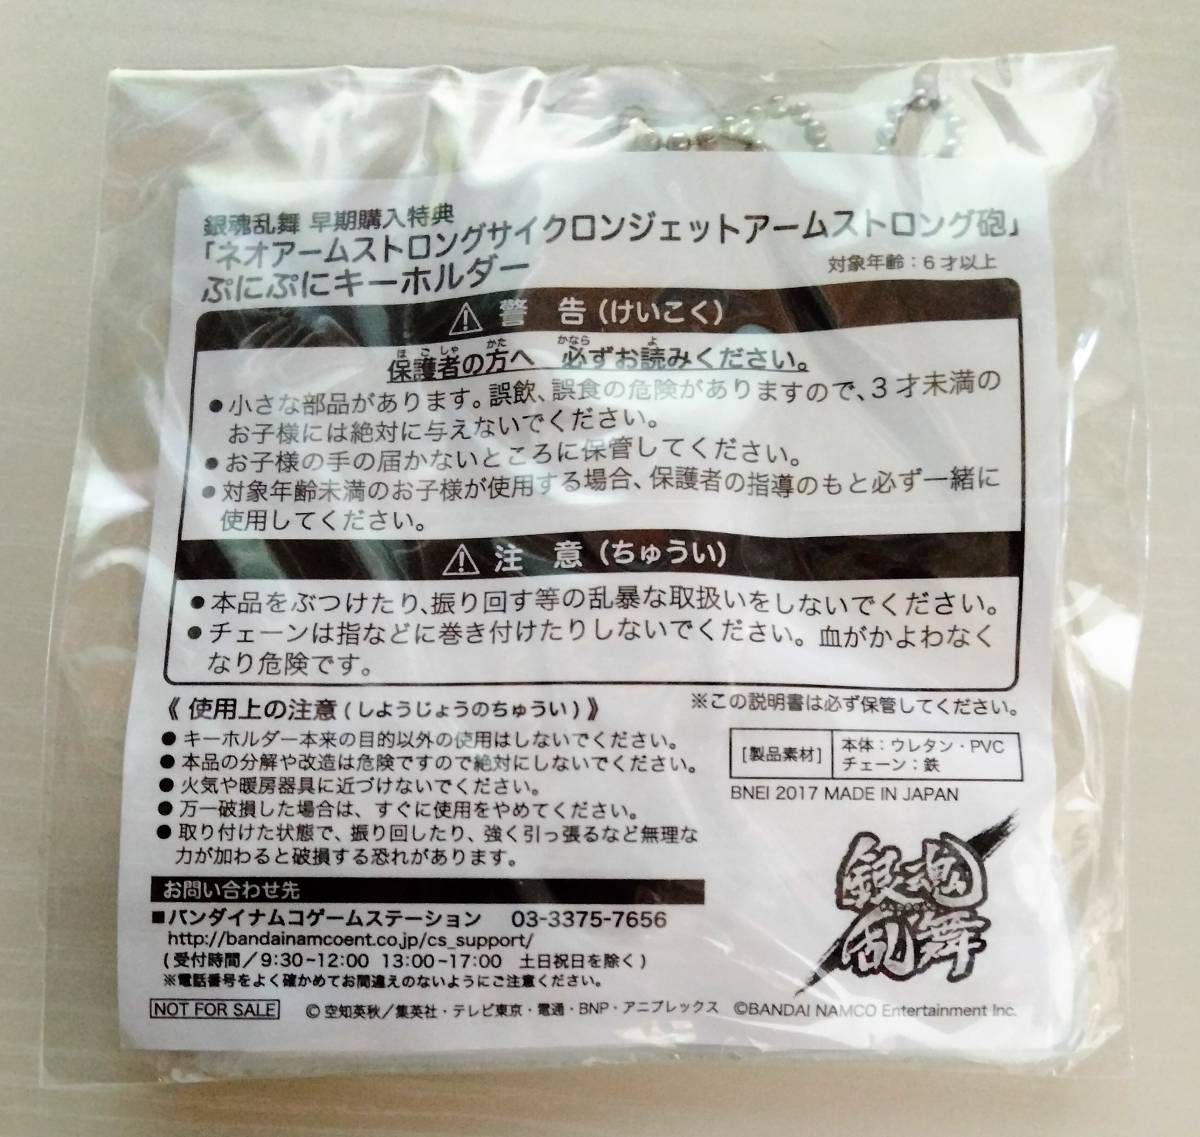 銀魂乱舞 早期購入特典
「ネオアームストロングサイクロンジェットアームストロング砲」
ぷにぷにキーホルダー
対象年齢：6才以上
⚠ 警 告（けいこく）
保護者の方へ 必ずお読みください。
●小さな部品があります。誤飲、誤食の危険がありますので、3才未満の
お子様には絶対に与えないでください。
●お子様の手の届かないところに保管してください。
●対象年齢未満のお子様が使用する場合、保護者の指導のもと必ず一緒に
使用してください。
⚠ 注 意（ちゅうい）
●本品をぶつけたり、振り回す等の乱暴な取扱いをしないでください。
●チェーンは指などに巻き付けたりしないでください。血がかよわなく
なり危険です。
《 使用上の注意（しようじょうのちゅうい）》
※この説明書は必ず保管してください。
●キーホルダー本来の目的以外の使用はしないでください。
●本品の分解や改造は危険ですので絶対にしないでください。
●火気や暖房器具に近づけないでください。
●万一破損した場合は、すぐに使用をやめてください。
●取り付けた状態で、振り回したり、強く引っ張るなど無理な
力が加わると破損する恐れがあります。
[製品素材] 本体：ウレタン・PVC
チェーン：鉄
BNEI 2017 MADE IN JAPAN
銀魂
乱舞
お問い合わせ先
■バンダイナムコゲームステーション 03-3375-7656
http://bandainamcoent.co.jp/cs_support/
(受付時間／9:30~12:00 13:00~17:00 土日祝日を除く)
※電話番号をよく確かめてお間違えのないようにご注意ください。
NOT FOR SALE © 空知英秋／集英社・テレビ東京・電通・BNP・アニプレックス ©BANDAI NAMCO Entertainment Inc.